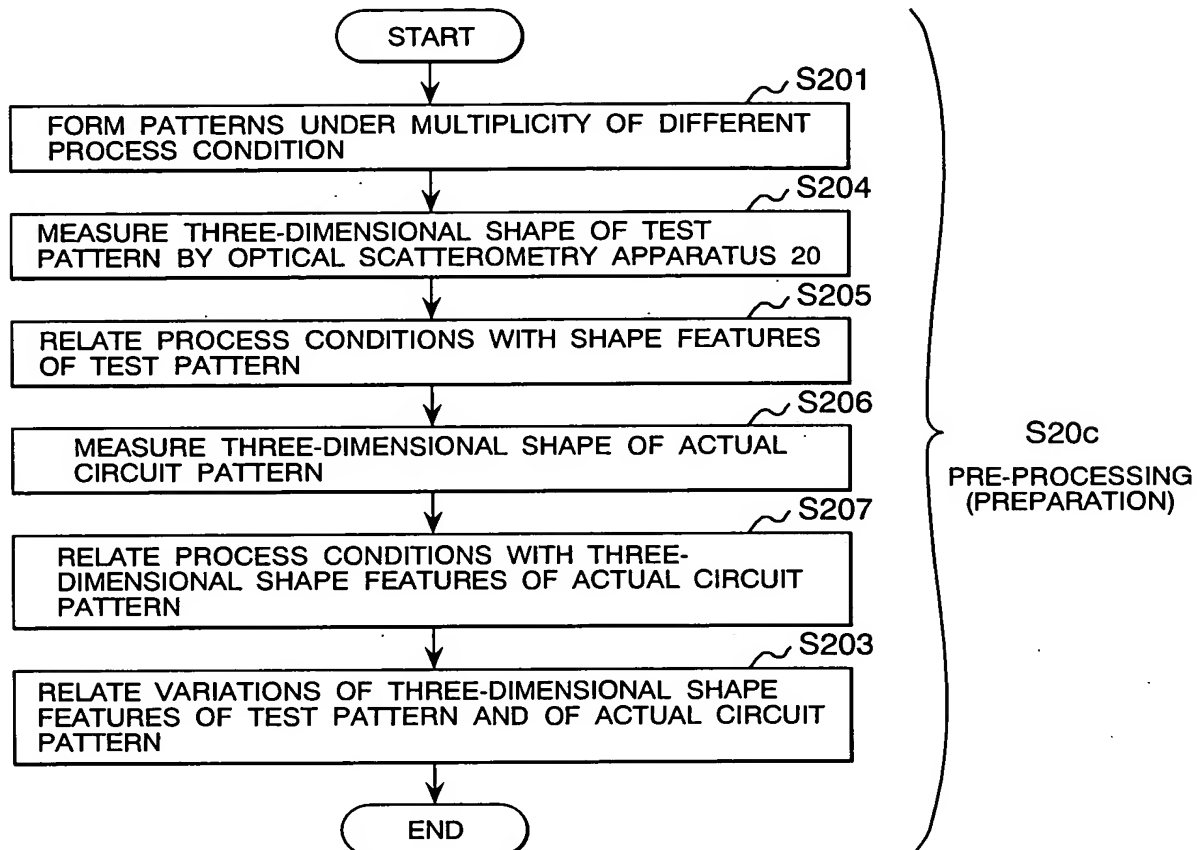 START
S201
FORM PATTERNS UNDER MULTIPLICITY OF DIFFERENT
PROCESS CONDITION
S204
MEASURE THREE-DIMENSIONAL SHAPE OF TEST
PATTERN BY OPTICAL SCATTEROMETRY APPARATUS 20
S205
RELATE PROCESS CONDITIONS WITH SHAPE FEATURES
OF TEST PATTERN
S206
MEASURE THREE-DIMENSIONAL SHAPE OF ACTUAL
CIRCUIT PATTERN
S207
RELATE PROCESS CONDITIONS WITH THREE-
DIMENSIONAL SHAPE FEATURES OF ACTUAL CIRCUIT
PATTERN
S203
RELATE VARIATIONS OF THREE-DIMENSIONAL SHAPE
FEATURES OF TEST PATTERN AND OF ACTUAL CIRCUIT
PATTERN
END
S20c
PRE-PROCESSING
(PREPARATION)